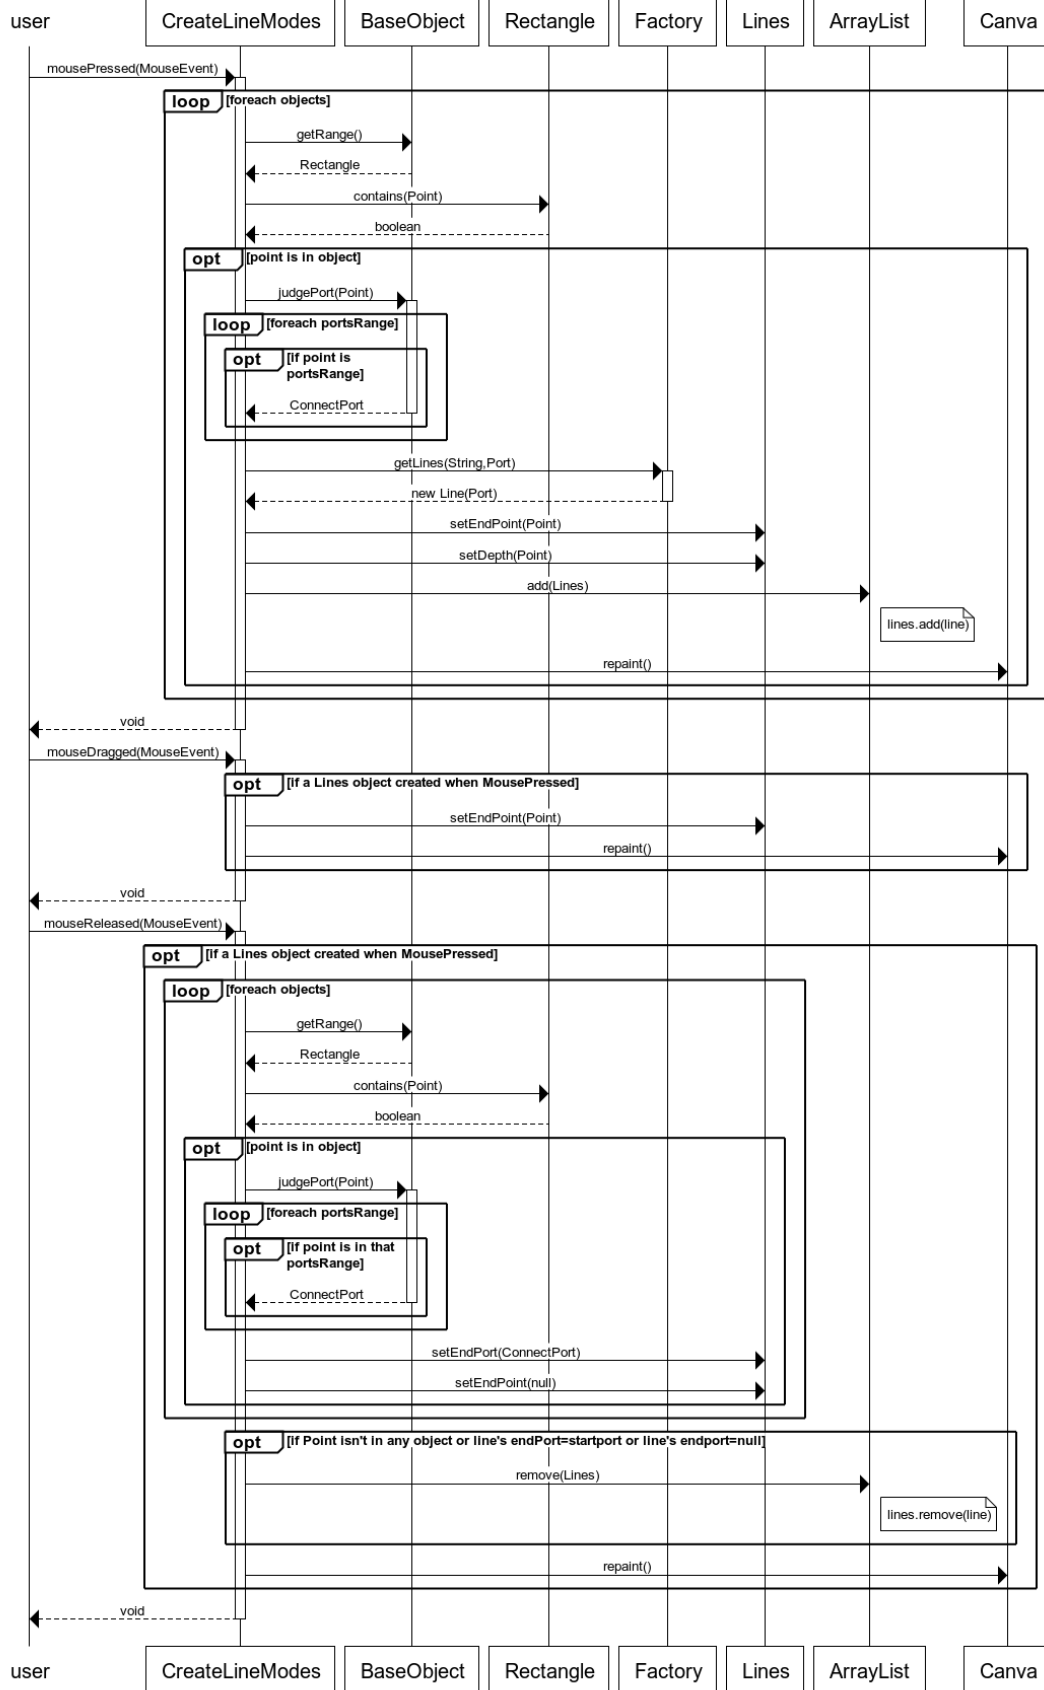 user
CreateLineModes
BaseObject
Rectangle
Factory
Lines
ArrayList
Canva
mousePressed(MouseEvent)
loop
[foreach objects]
getRange()
Rectangle
contains(Point)
boolean
opt
[point is in object]
judgePort(Point)
loop
[foreach portsRange]
opt
[if point is
portsRange]
ConnectPort
getLines(String,Port)
new Line(Port)
setEndPoint(Point)
setDepth(Point)
add(Lines)
lines.add(line)
repaint()
void
mouseDragged(MouseEvent)
opt
[if a Lines object created when MousePressed]
setEndPoint(Point)
repaint()
void
mouseReleased(MouseEvent)
opt
[if a Lines object created when MousePressed]
loop
[foreach objects]
getRange()
Rectangle
contains(Point)
boolean
opt
[point is in object]
judgePort(Point)
loop
[foreach portsRange]
opt
[if point is in that
portsRange]
ConnectPort
setEndPort(ConnectPort)
setEndPoint(null)
opt
[if Point isn't in any object or line's endPort=startport or line's endport=null]
remove(Lines)
lines.remove(line)
repaint()
void
user
CreateLineModes
BaseObject
Rectangle
Factory
Lines
ArrayList
Canva